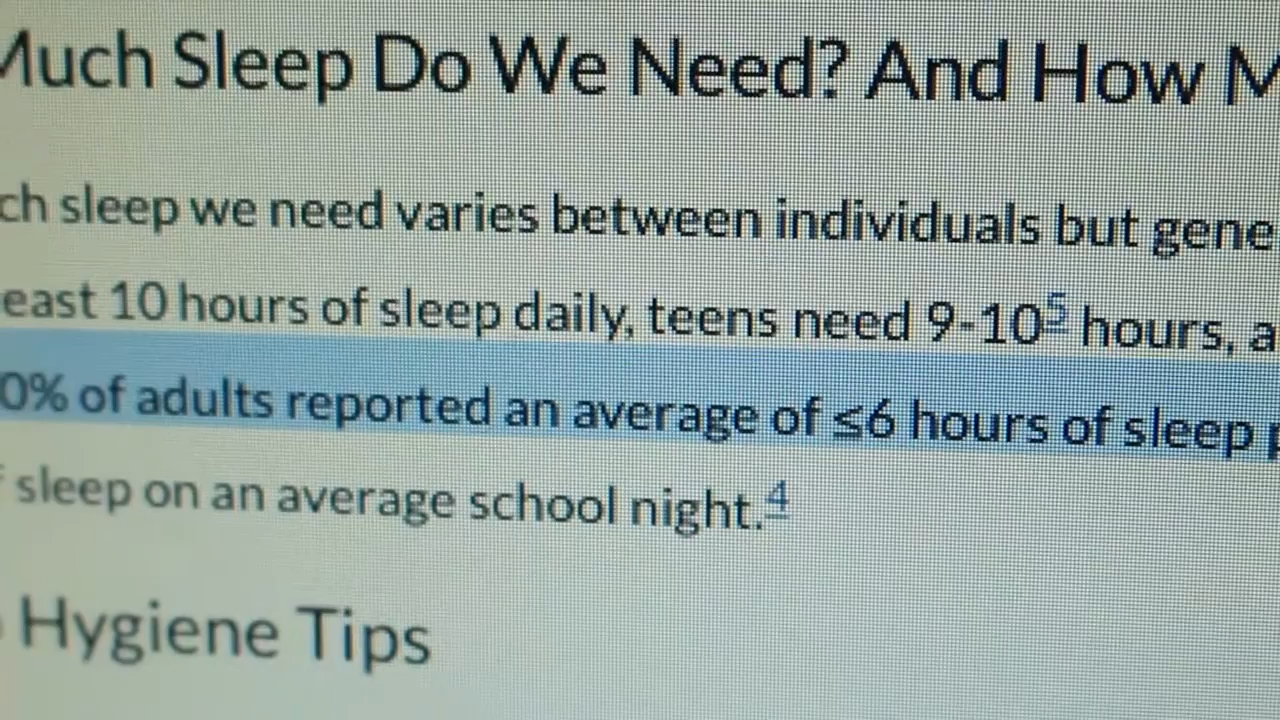 Much Sleep Do We Need? And How M
ch sleep we need varies between individuals but gene
east 10 hours of sleep daily, teens need 9-10⁵ hours, a
0% of adults reported an average of ≤6 hours of sleep p
f sleep on an average school night.⁴
Hygiene Tips